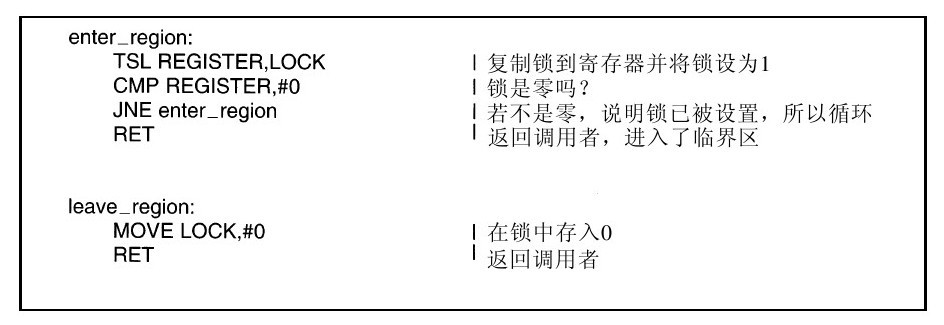 enter_region:
TSL REGISTER,LOCK | 复制锁到寄存器并将锁设为1
CMP REGISTER,#0 | 锁是零吗?
JNE enter_region | 若不是零，说明锁已被设置，所以循环
RET | 返回调用者，进入了临界区
leave_region:
MOVE LOCK,#0 | 在锁中存入0
RET | 返回调用者